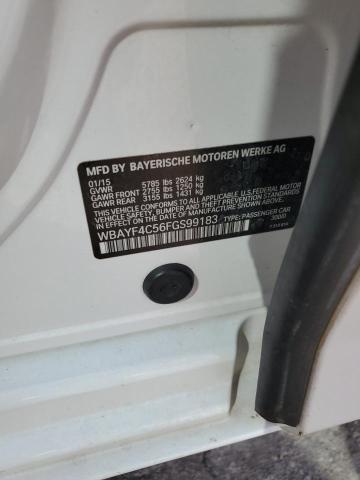 MFD BY BAYERISCHE MOTOREN WERKE AG
01/15 5785 lbs 2624 kg
GVWR
GAWR FRONT 2755 lbs 1250 kg
GAWR REAR 3155 lbs 1431 kg
THIS VEHICLE CONFORMS TO ALL APPLICABLE U.S. FEDERAL MOTOR
VEHICLE SAFETY, BUMPER AND THEFT PREVENTION STANDARDS
IN EFFECT ON THE DATE OF MANUFACTURE SHOWN ABOVE.
WBAYF4C56FGS99183 TYPE: PASSENGER CAR